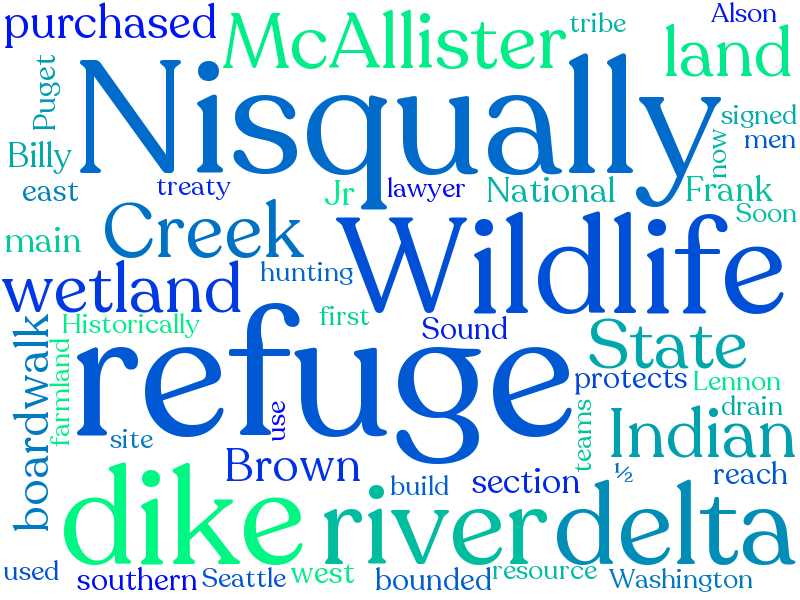 purchased
McAllister
tribe
Alson
land
Puget
Nisqually
signed
men
Billy
now
east
treaty
Jr
lawyer
National
Frank
Soon
main
Creek
Wildlife
wetland
hunting
boardwalk
Historically
first
Sound
State
farmland
refuge
protects
Lennon
use
teams
drain
site
Indian
Brown
½
build
section
reach
dike
river
delta
used
southern
Seattle
west
bounded
resource
Washington